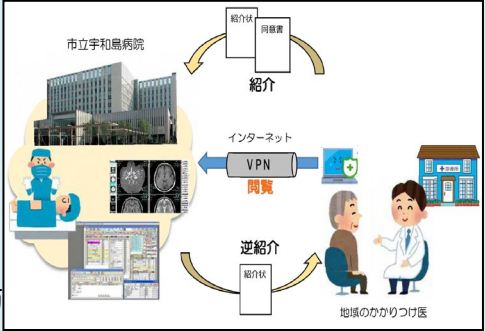 紹介状
同意書
市立宇和島病院
紹介
インターネット
VPN
閲覧
診療所
逆紹介
紹介状
地域のかかりつけ医